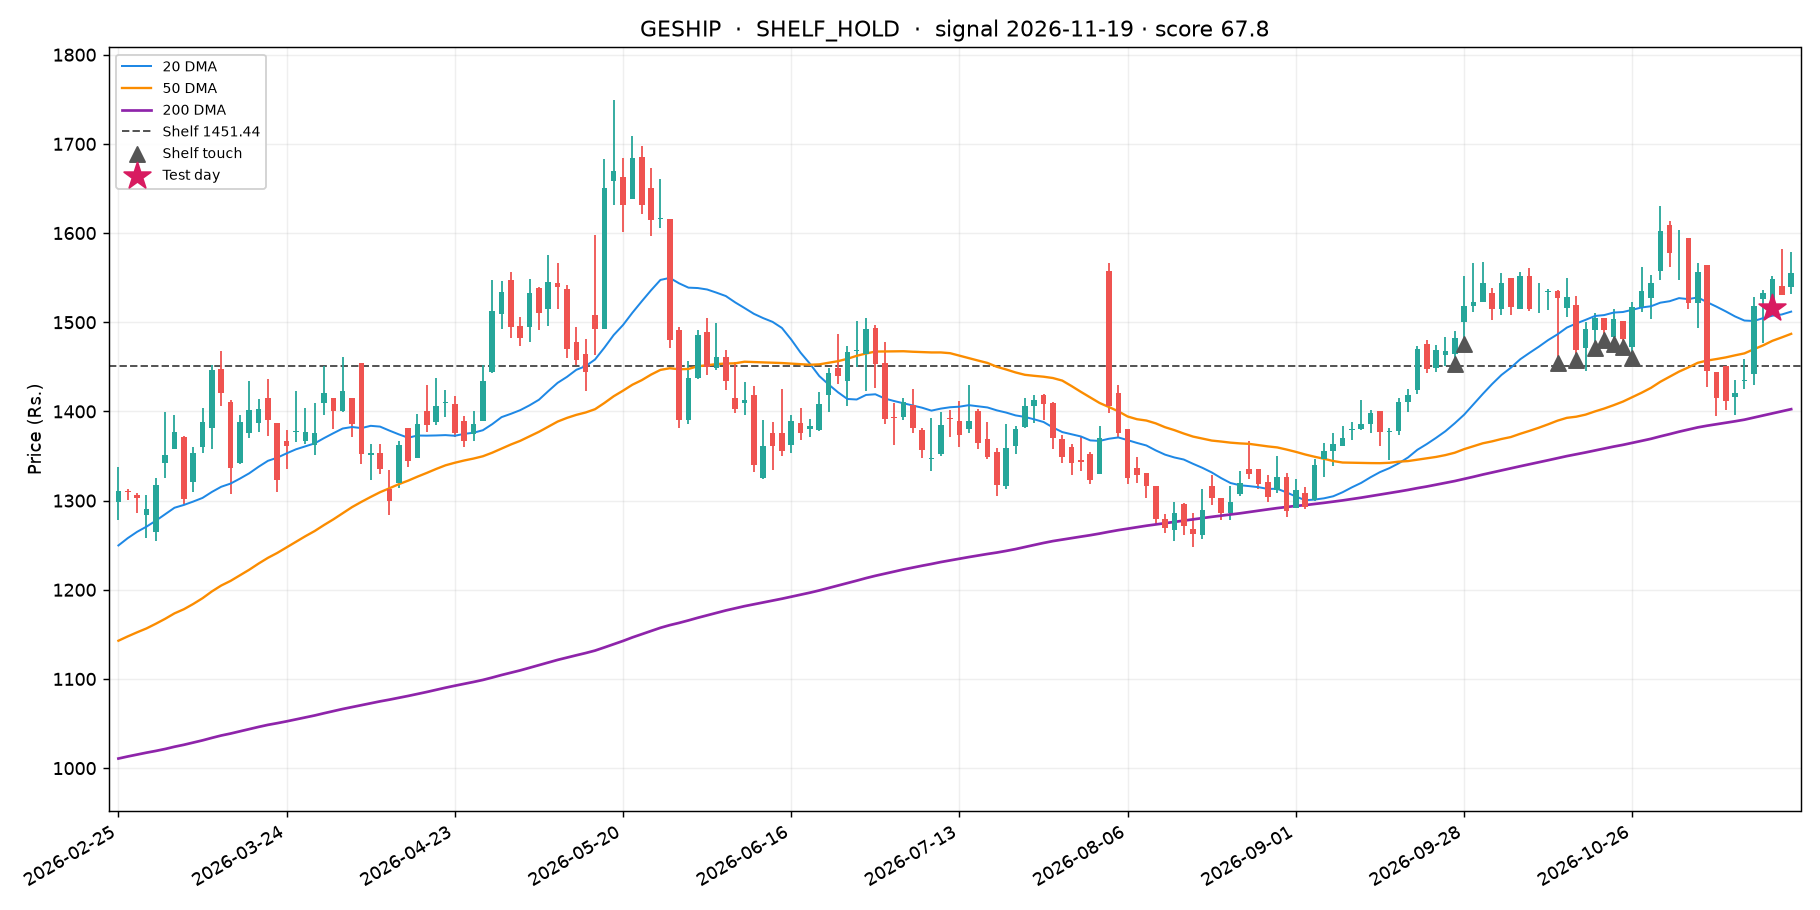 GESHIP · SHELF_HOLD · signal 2026-11-19 · score 67.8
20 DMA
50 DMA
200 DMA
Shelf 1451.44
Shelf touch
Test day
Price (Rs.)
1800
1700
1600
1500
1400
1300
1200
1100
1000
2026-02-25
2026-03-24
2026-04-23
2026-05-20
2026-06-16
2026-07-13
2026-08-06
2026-09-01
2026-09-28
2026-10-26